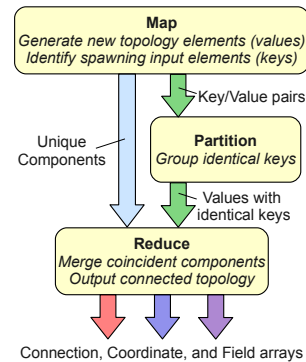 Map
Generate new topology elements (values)
Identify spawning input elements (keys)
Key/Value pairs
Unique
Components
Partition
Group identical keys
Values with
identical keys
Reduce
Merge coincident components
Output connected topology
Connection, Coordinate, and Field arrays